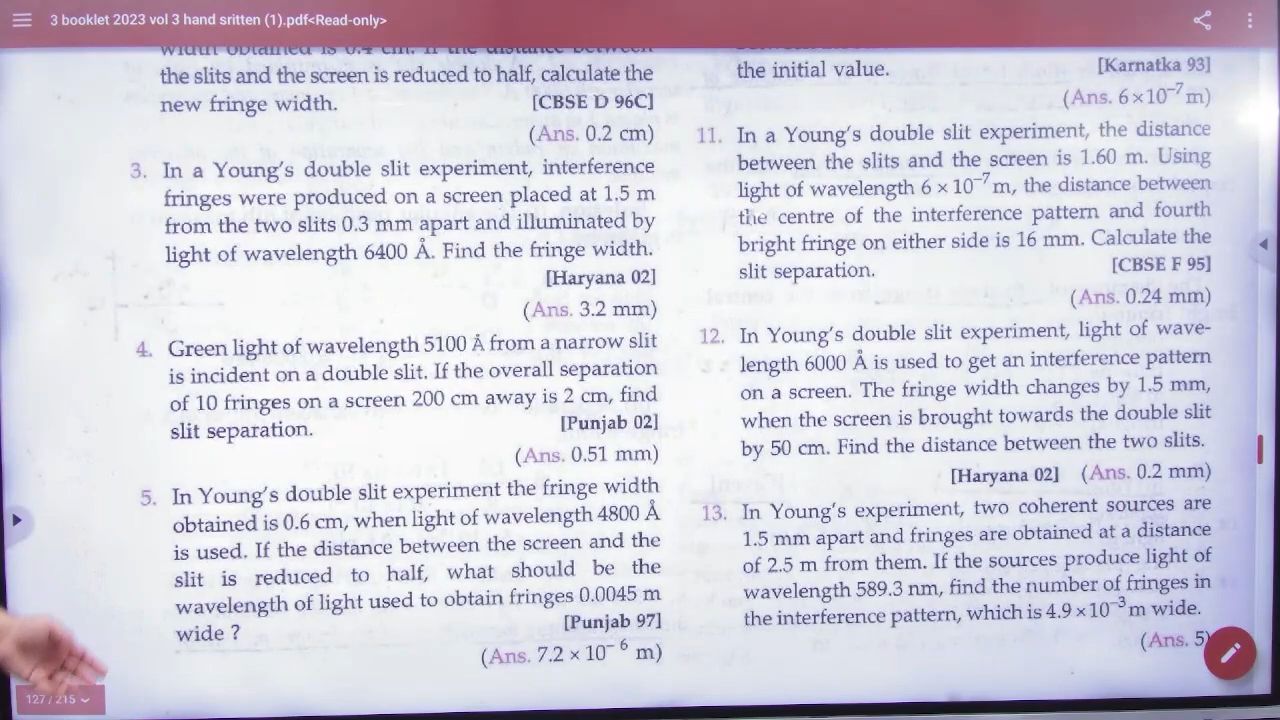 3 booklet 2023 vol 3 hand sritten (1).pdf<Read-only>
width obtained is 0.4 cm. If the distance between
the slits and the screen is reduced to half, calculate the
new fringe width. [CBSE D 96C]
(Ans. 0.2 cm)
3. In a Young's double slit experiment, interference
fringes were produced on a screen placed at 1.5 m
from the two slits 0.3 mm apart and illuminated by
light of wavelength 6400 Å. Find the fringe width.
[Haryana 02]
(Ans. 3.2 mm)
4. Green light of wavelength 5100 Å from a narrow slit
is incident on a double slit. If the overall separation
of 10 fringes on a screen 200 cm away is 2 cm, find
slit separation. [Punjab 02]
(Ans. 0.51 mm)
5. In Young's double slit experiment the fringe width
obtained is 0.6 cm, when light of wavelength 4800 Å
is used. If the distance between the screen and the
slit is reduced to half, what should be the
wavelength of light used to obtain fringes 0.0045 m
wide ? [Punjab 97]
(Ans. 7.2 × 10⁻⁶ m)
the initial value. [Karnatka 93]
(Ans. 6×10⁻⁷ m)
11. In a Young's double slit experiment, the distance
between the slits and the screen is 1.60 m. Using
light of wavelength 6 × 10⁻⁷ m, the distance between
the centre of the interference pattern and fourth
bright fringe on either side is 16 mm. Calculate the
slit separation. [CBSE F 95]
(Ans. 0.24 mm)
12. In Young's double slit experiment, light of wave-
length 6000 Å is used to get an interference pattern
on a screen. The fringe width changes by 1.5 mm,
when the screen is brought towards the double slit
by 50 cm. Find the distance between the two slits.
[Haryana 02] (Ans. 0.2 mm)
13. In Young's experiment, two coherent sources are
1.5 mm apart and fringes are obtained at a distance
of 2.5 m from them. If the sources produce light of
wavelength 589.3 nm, find the number of fringes in
the interference pattern, which is 4.9 × 10⁻³ m wide.
(Ans. 5)
127 / 215